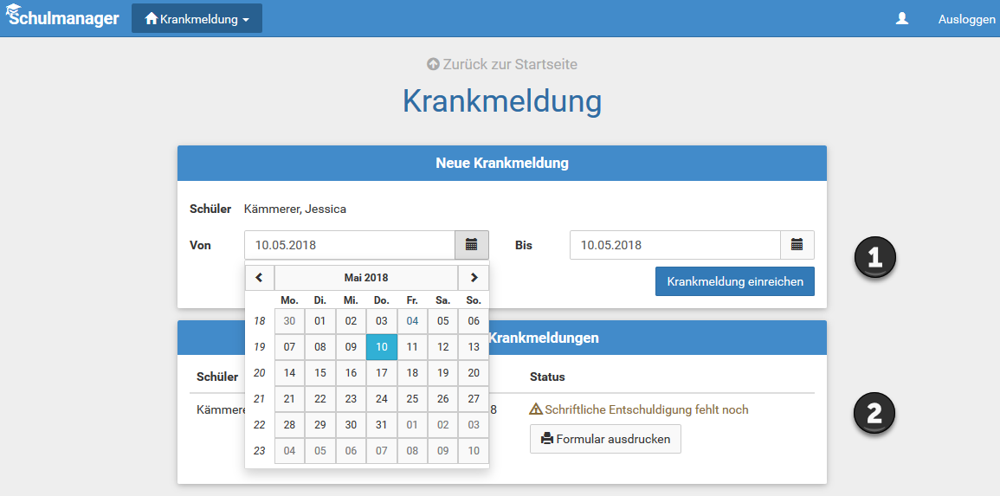 Schulmanager Krankmeldung Ausloggen
Zurück zur Startseite
Krankmeldung
Neue Krankmeldung
Schüler Kämmerer, Jessica
Von 10.05.2018 Bis 10.05.2018
1
Mai 2018 Krankmeldung einreichen
Mo. Di. Mi. Do. Fr. Sa. So.
18 30 01 02 03 04 05 06
Krankmeldungen
19 07 08 09 10 11 12 13
20 14 15 16 17 18 19 20
Schüler Status
21 21 22 23 24 25 26 27
8 Schriftliche Entschuldigung fehlt noch
2
22 28 29 30 31 01 02 03
Formular ausdrucken
23 04 05 06 07 08 09 10